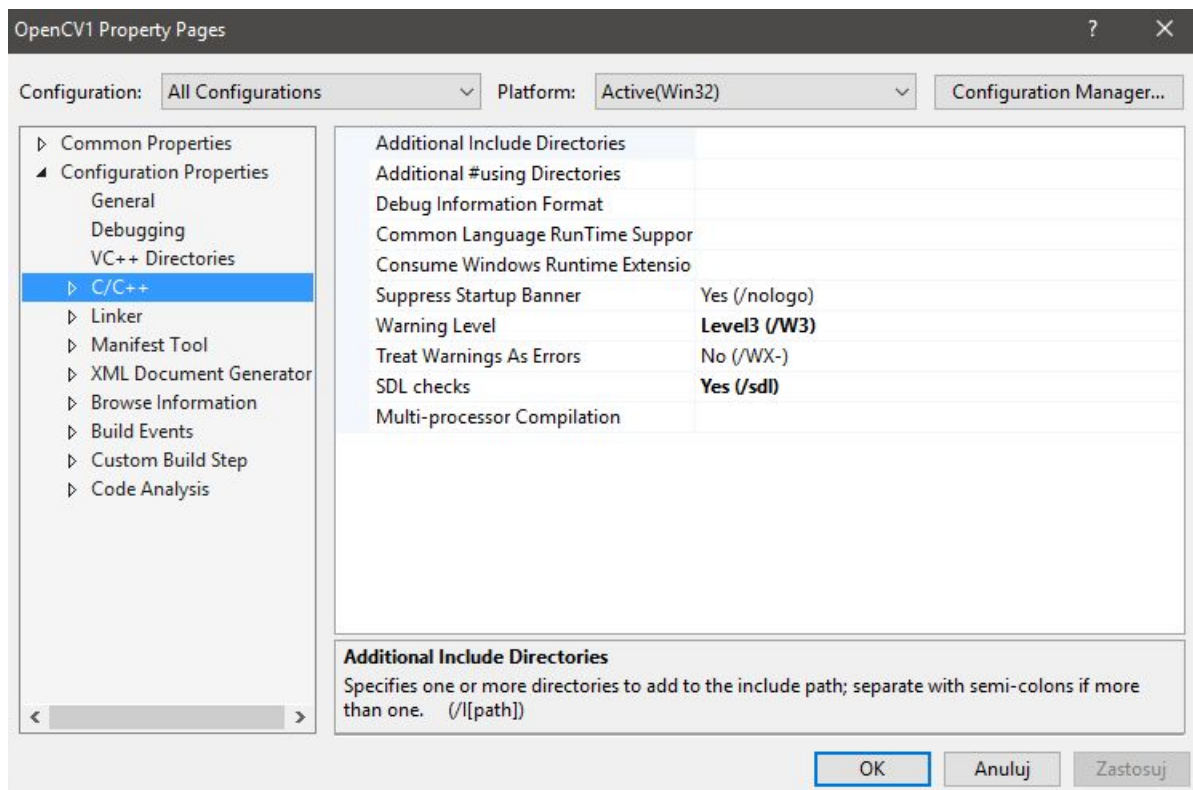 OpenCV1 Property Pages
?
Configuration: All Configurations Platform: Active(Win32) Configuration Manager...
Common Properties
Configuration Properties
General
Debugging
VC++ Directories
C/C++
Linker
Manifest Tool
XML Document Generator
Browse Information
Build Events
Custom Build Step
Code Analysis
Additional Include Directories
Additional #using Directories
Debug Information Format
Common Language RunTime Suppor
Consume Windows Runtime Extensio
Suppress Startup Banner Yes (/nologo)
Warning Level Level3 (/W3)
Treat Warnings As Errors No (/WX-)
SDL checks Yes (/sdl)
Multi-processor Compilation
Additional Include Directories
Specifies one or more directories to add to the include path; separate with semi-colons if more
than one. (/I[path])
OK Anuluj Zastosuj